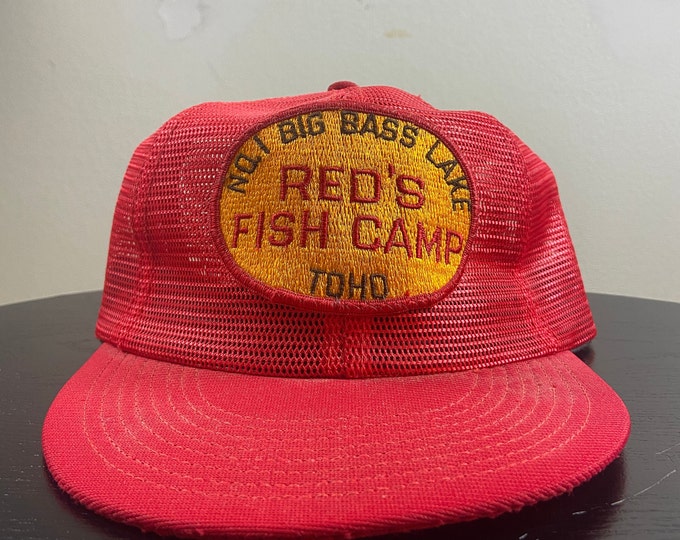 NO.1 BIG BASS LAKE
RED'S
FISH CAMP
TOHO